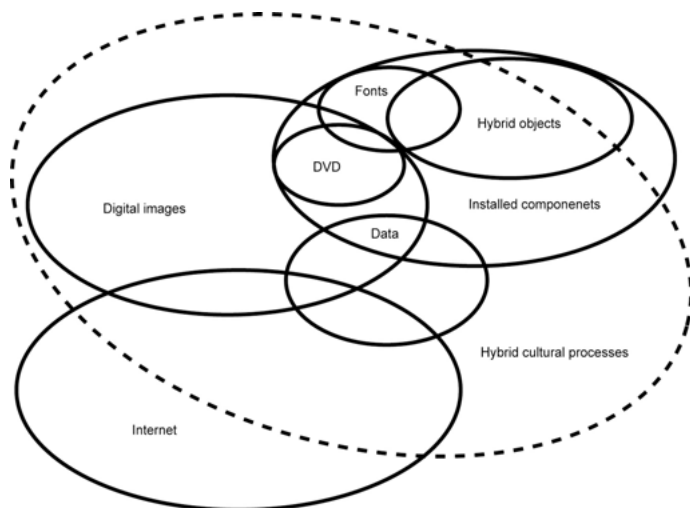 Fonts
Hybrid objects
DVD
Digital images
Installed componenets
Data
Hybrid cultural processes
Internet